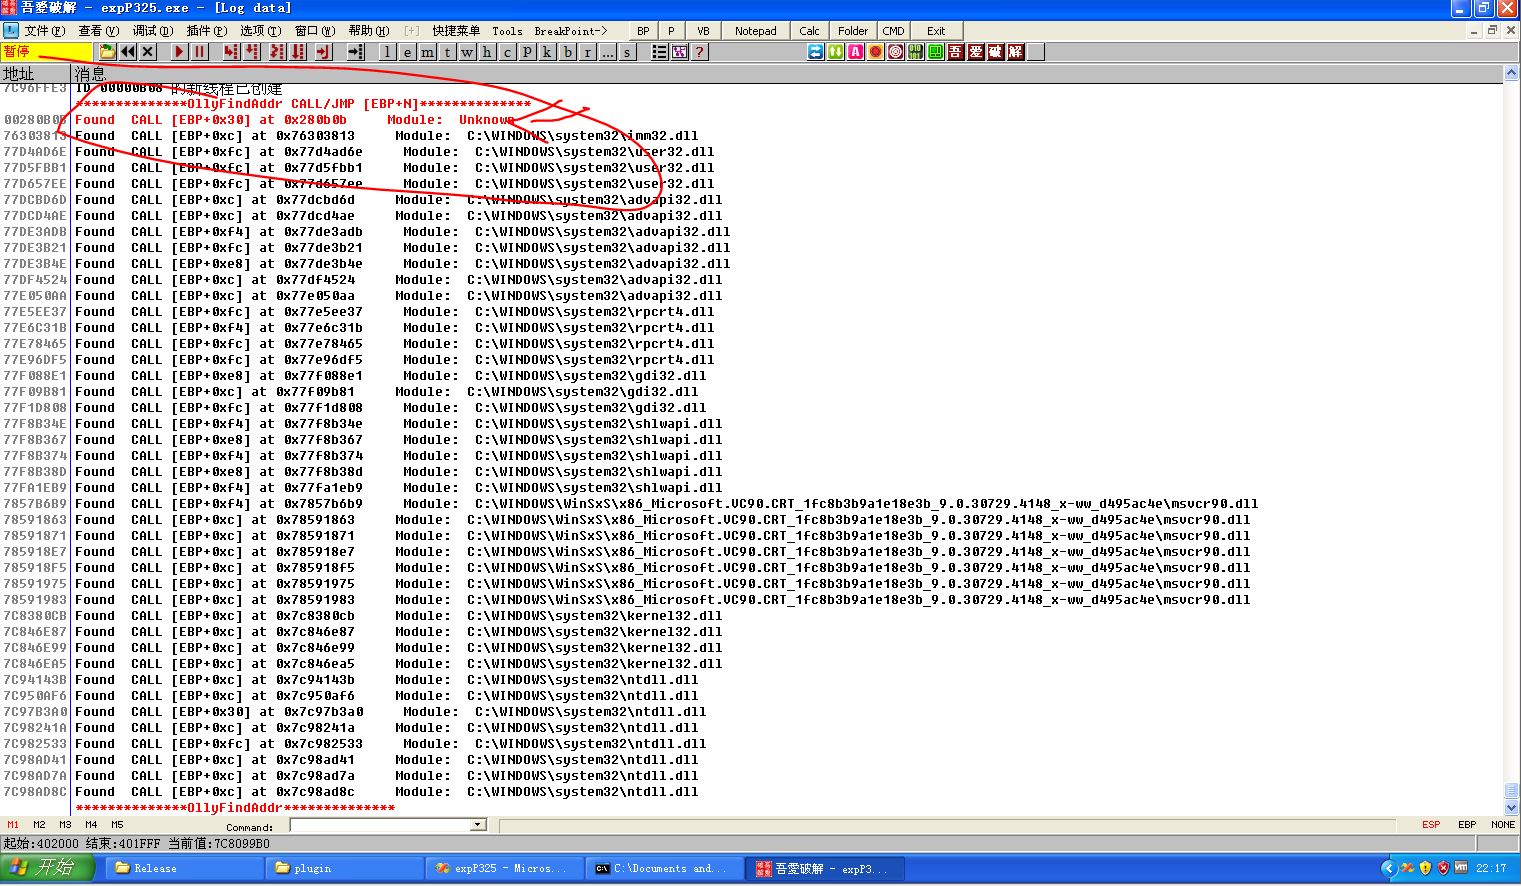 吾愛破解 - expP325.exe - [Log data]
文件(F) 查看(V) 调试(D) 插件(P) 选项(T) 窗口(W) 帮助(H) [+] 快捷菜单 Tools BreakPoint-> BP P VB Notepad Calc Folder CMD Exit
暂停 l e m t w h c p k b r ... s ? 吾 爱 破 解
地址 消息
7C96FFE3 ID 00000B08 的新线程已创建
**************OllyFindAddr CALL/JMP [EBP+N]**************
00280B0B Found CALL [EBP+0x30] at 0x280b0b Module: Unknown
76303813 Found CALL [EBP+0xc] at 0x76303813 Module: C:\WINDOWS\system32\imm32.dll
77D4AD6E Found CALL [EBP+0xfc] at 0x77d4ad6e Module: C:\WINDOWS\system32\user32.dll
77D5FBB1 Found CALL [EBP+0xfc] at 0x77d5fbb1 Module: C:\WINDOWS\system32\user32.dll
77D657EE Found CALL [EBP+0xfc] at 0x77d657ee Module: C:\WINDOWS\system32\user32.dll
77DCBD6D Found CALL [EBP+0xc] at 0x77dcbd6d Module: C:\WINDOWS\system32\advapi32.dll
77DCD4AE Found CALL [EBP+0xc] at 0x77dcd4ae Module: C:\WINDOWS\system32\advapi32.dll
77DE3ADB Found CALL [EBP+0xf4] at 0x77de3adb Module: C:\WINDOWS\system32\advapi32.dll
77DE3B21 Found CALL [EBP+0xfc] at 0x77de3b21 Module: C:\WINDOWS\system32\advapi32.dll
77DE3B4E Found CALL [EBP+0xe8] at 0x77de3b4e Module: C:\WINDOWS\system32\advapi32.dll
77DF4524 Found CALL [EBP+0xc] at 0x77df4524 Module: C:\WINDOWS\system32\advapi32.dll
77E050AA Found CALL [EBP+0xc] at 0x77e050aa Module: C:\WINDOWS\system32\advapi32.dll
77E5EE37 Found CALL [EBP+0xfc] at 0x77e5ee37 Module: C:\WINDOWS\system32\rpcrt4.dll
77E6C31B Found CALL [EBP+0xf4] at 0x77e6c31b Module: C:\WINDOWS\system32\rpcrt4.dll
77E78465 Found CALL [EBP+0xfc] at 0x77e78465 Module: C:\WINDOWS\system32\rpcrt4.dll
77E96DF5 Found CALL [EBP+0xfc] at 0x77e96df5 Module: C:\WINDOWS\system32\rpcrt4.dll
77F088E1 Found CALL [EBP+0xe8] at 0x77f088e1 Module: C:\WINDOWS\system32\gdi32.dll
77F09B81 Found CALL [EBP+0xc] at 0x77f09b81 Module: C:\WINDOWS\system32\gdi32.dll
77F1D808 Found CALL [EBP+0xfc] at 0x77f1d808 Module: C:\WINDOWS\system32\gdi32.dll
77F8B34E Found CALL [EBP+0xf4] at 0x77f8b34e Module: C:\WINDOWS\system32\shlwapi.dll
77F8B367 Found CALL [EBP+0xe8] at 0x77f8b367 Module: C:\WINDOWS\system32\shlwapi.dll
77F8B374 Found CALL [EBP+0xf4] at 0x77f8b374 Module: C:\WINDOWS\system32\shlwapi.dll
77F8B38D Found CALL [EBP+0xe8] at 0x77f8b38d Module: C:\WINDOWS\system32\shlwapi.dll
77FA1EB9 Found CALL [EBP+0xf4] at 0x77fa1eb9 Module: C:\WINDOWS\system32\shlwapi.dll
7857B6B9 Found CALL [EBP+0xf4] at 0x7857b6b9 Module: C:\WINDOWS\WinSxS\x86_Microsoft.VC90.CRT_1fc8b3b9a1e18e3b_9.0.30729.4148_x-ww_d495ac4e\msvcr90.dll
78591863 Found CALL [EBP+0xc] at 0x78591863 Module: C:\WINDOWS\WinSxS\x86_Microsoft.VC90.CRT_1fc8b3b9a1e18e3b_9.0.30729.4148_x-ww_d495ac4e\msvcr90.dll
78591871 Found CALL [EBP+0xc] at 0x78591871 Module: C:\WINDOWS\WinSxS\x86_Microsoft.VC90.CRT_1fc8b3b9a1e18e3b_9.0.30729.4148_x-ww_d495ac4e\msvcr90.dll
785918E7 Found CALL [EBP+0xc] at 0x785918e7 Module: C:\WINDOWS\WinSxS\x86_Microsoft.VC90.CRT_1fc8b3b9a1e18e3b_9.0.30729.4148_x-ww_d495ac4e\msvcr90.dll
785918F5 Found CALL [EBP+0xc] at 0x785918f5 Module: C:\WINDOWS\WinSxS\x86_Microsoft.VC90.CRT_1fc8b3b9a1e18e3b_9.0.30729.4148_x-ww_d495ac4e\msvcr90.dll
78591975 Found CALL [EBP+0xc] at 0x78591975 Module: C:\WINDOWS\WinSxS\x86_Microsoft.VC90.CRT_1fc8b3b9a1e18e3b_9.0.30729.4148_x-ww_d495ac4e\msvcr90.dll
78591983 Found CALL [EBP+0xc] at 0x78591983 Module: C:\WINDOWS\WinSxS\x86_Microsoft.VC90.CRT_1fc8b3b9a1e18e3b_9.0.30729.4148_x-ww_d495ac4e\msvcr90.dll
7C8380CB Found CALL [EBP+0xc] at 0x7c8380cb Module: C:\WINDOWS\system32\kernel32.dll
7C846E87 Found CALL [EBP+0xc] at 0x7c846e87 Module: C:\WINDOWS\system32\kernel32.dll
7C846E99 Found CALL [EBP+0xc] at 0x7c846e99 Module: C:\WINDOWS\system32\kernel32.dll
7C846EA5 Found CALL [EBP+0xc] at 0x7c846ea5 Module: C:\WINDOWS\system32\kernel32.dll
7C94143B Found CALL [EBP+0xc] at 0x7c94143b Module: C:\WINDOWS\system32\ntdll.dll
7C950AF6 Found CALL [EBP+0xc] at 0x7c950af6 Module: C:\WINDOWS\system32\ntdll.dll
7C97B3A0 Found CALL [EBP+0x30] at 0x7c97b3a0 Module: C:\WINDOWS\system32\ntdll.dll
7C98241A Found CALL [EBP+0xc] at 0x7c98241a Module: C:\WINDOWS\system32\ntdll.dll
7C982533 Found CALL [EBP+0xfc] at 0x7c982533 Module: C:\WINDOWS\system32\ntdll.dll
7C98AD41 Found CALL [EBP+0xc] at 0x7c98ad41 Module: C:\WINDOWS\system32\ntdll.dll
7C98AD7A Found CALL [EBP+0xc] at 0x7c98ad7a Module: C:\WINDOWS\system32\ntdll.dll
7C98AD8C Found CALL [EBP+0xc] at 0x7c98ad8c Module: C:\WINDOWS\system32\ntdll.dll
**************OllyFindAddr**************
M1 M2 M3 M4 M5 Command: ESP EBP NONE
起始:402000 结束:401FFF 当前值:7C8099B0
开始 Release plugin expP325 - Micros... C:\Documents and... 吾愛破解 - expP3... 22:17